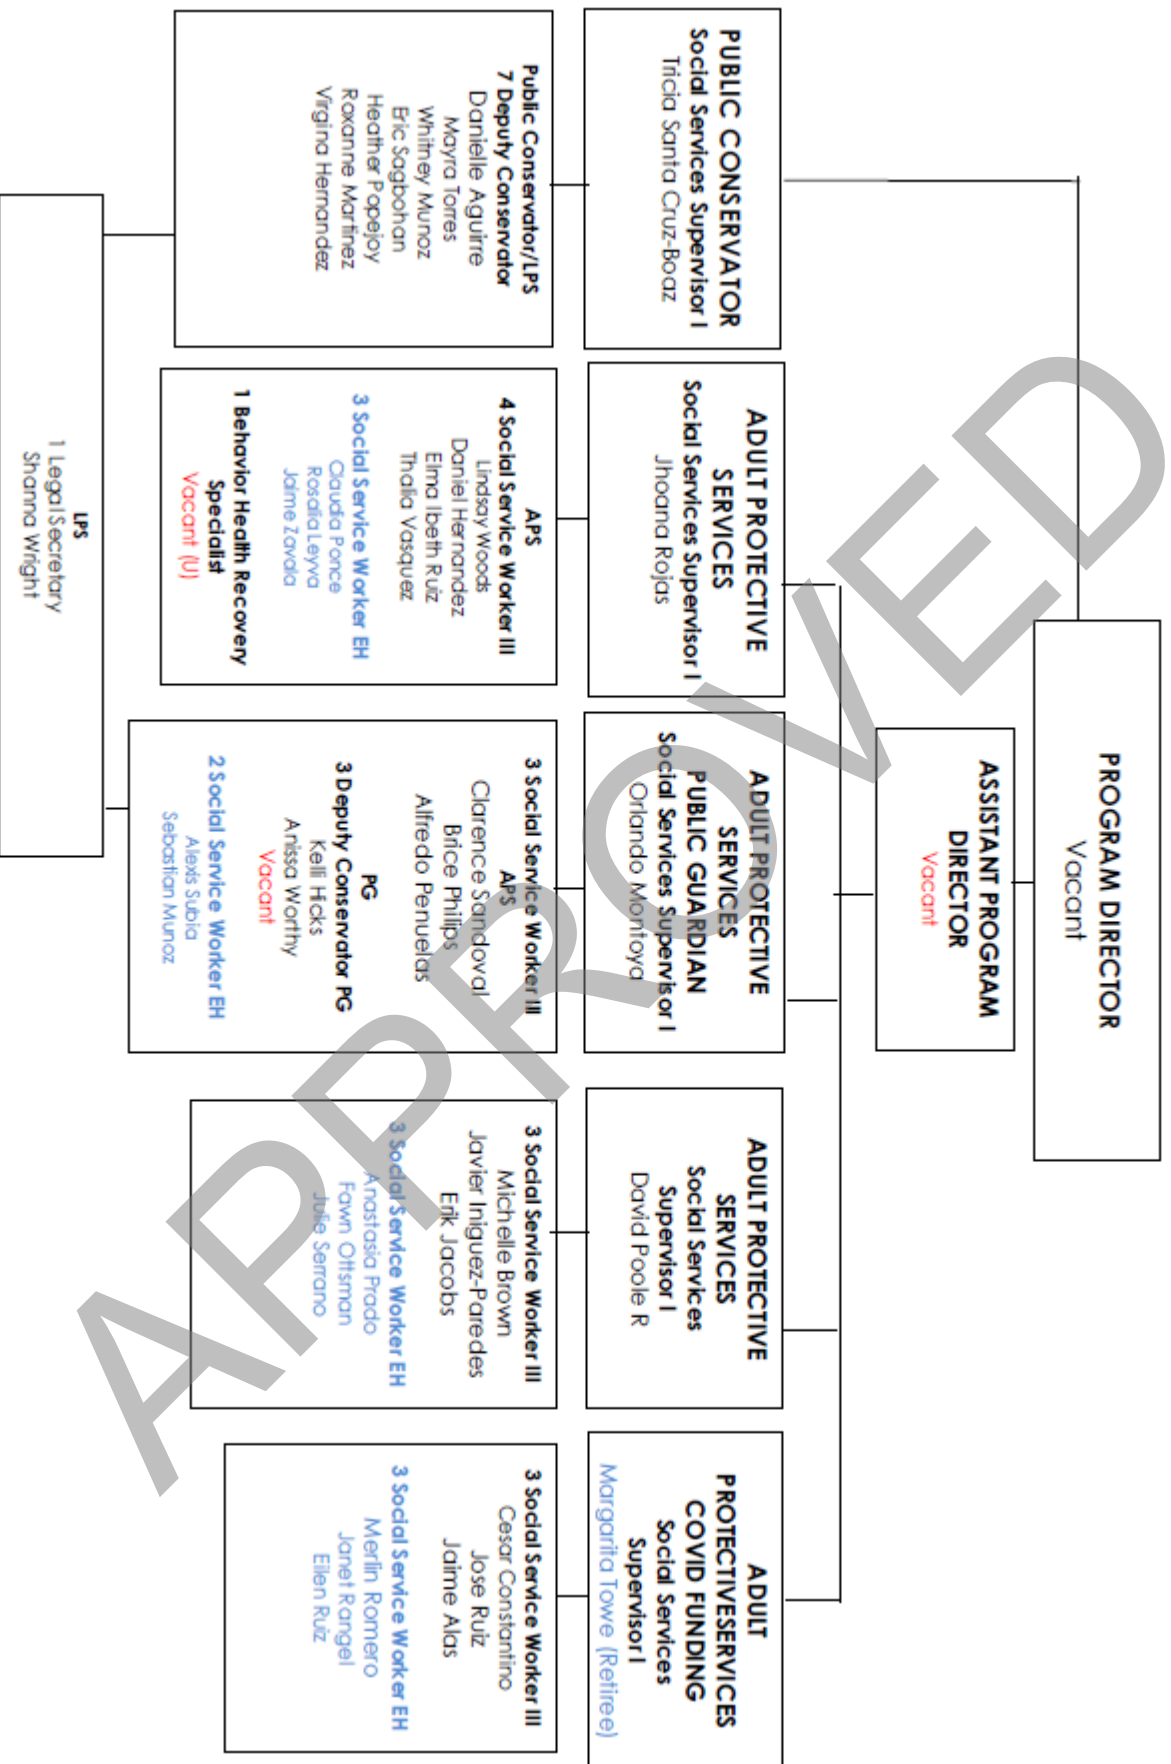 PROGRAM DIRECTOR
Vacant
ASSISTANT PROGRAM
DIRECTOR
Vacant
PUBLIC CONSERVATOR
Social Services Supervisor I
Tricia Santa Cruz-Boaz
ADULT PROTECTIVE
SERVICES
Social Services Supervisor I
Jhoana Rojas
ADULT PROTECTIVE
SERVICES
PUBLIC GUARDIAN
Social Services Supervisor I
Orlando Montoya
ADULT PROTECTIVE
SERVICES
Social Services
Supervisor I
David Poole R
ADULT
PROTECTIVESERVICES
COVID FUNDING
Social Services
Supervisor I
Margarita Towe (Retiree)
Public Conservator/LPS
7 Deputy Conservator
Danielle Aguirre
Mayra Torres
Whitney Munoz
Eric Sagbohan
Heather Popejoy
Roxanne Martinez
Virgina Hernandez
APS
4 Social Service Worker III
Lindsay Woods
Daniel Hernandez
Elma Ibeth Ruiz
Thalia Vasquez
3 Social Service Worker EH
Claudia Ponce
Rosalia Leyva
Jaime Zavala
1 Behavior Health Recovery
Specialist
Vacant (U)
3 Social Service Worker III
APS
Clarence Sandoval
Brice Philips
Alfredo Penuelas
PG
3 Deputy Conservator PG
Kelli Hicks
Anissa Worthy
Vacant
2 Social Service Worker EH
Alexis Subia
Sebastian Munoz
3 Social Service Worker III
Michelle Brown
Javier Iniguez-Paredes
Erik Jacobs
3 Social Service Worker EH
Anastasia Prado
Fawn Ottsman
Julie Serrano
3 Social Service Worker III
Cesar Constantino
Jose Ruiz
Jaime Alas
3 Social Service Worker EH
Merlin Romero
Janet Rangel
Eilen Ruiz
LPS
1 Legal Secretary
Shanna Wright
APPROVED